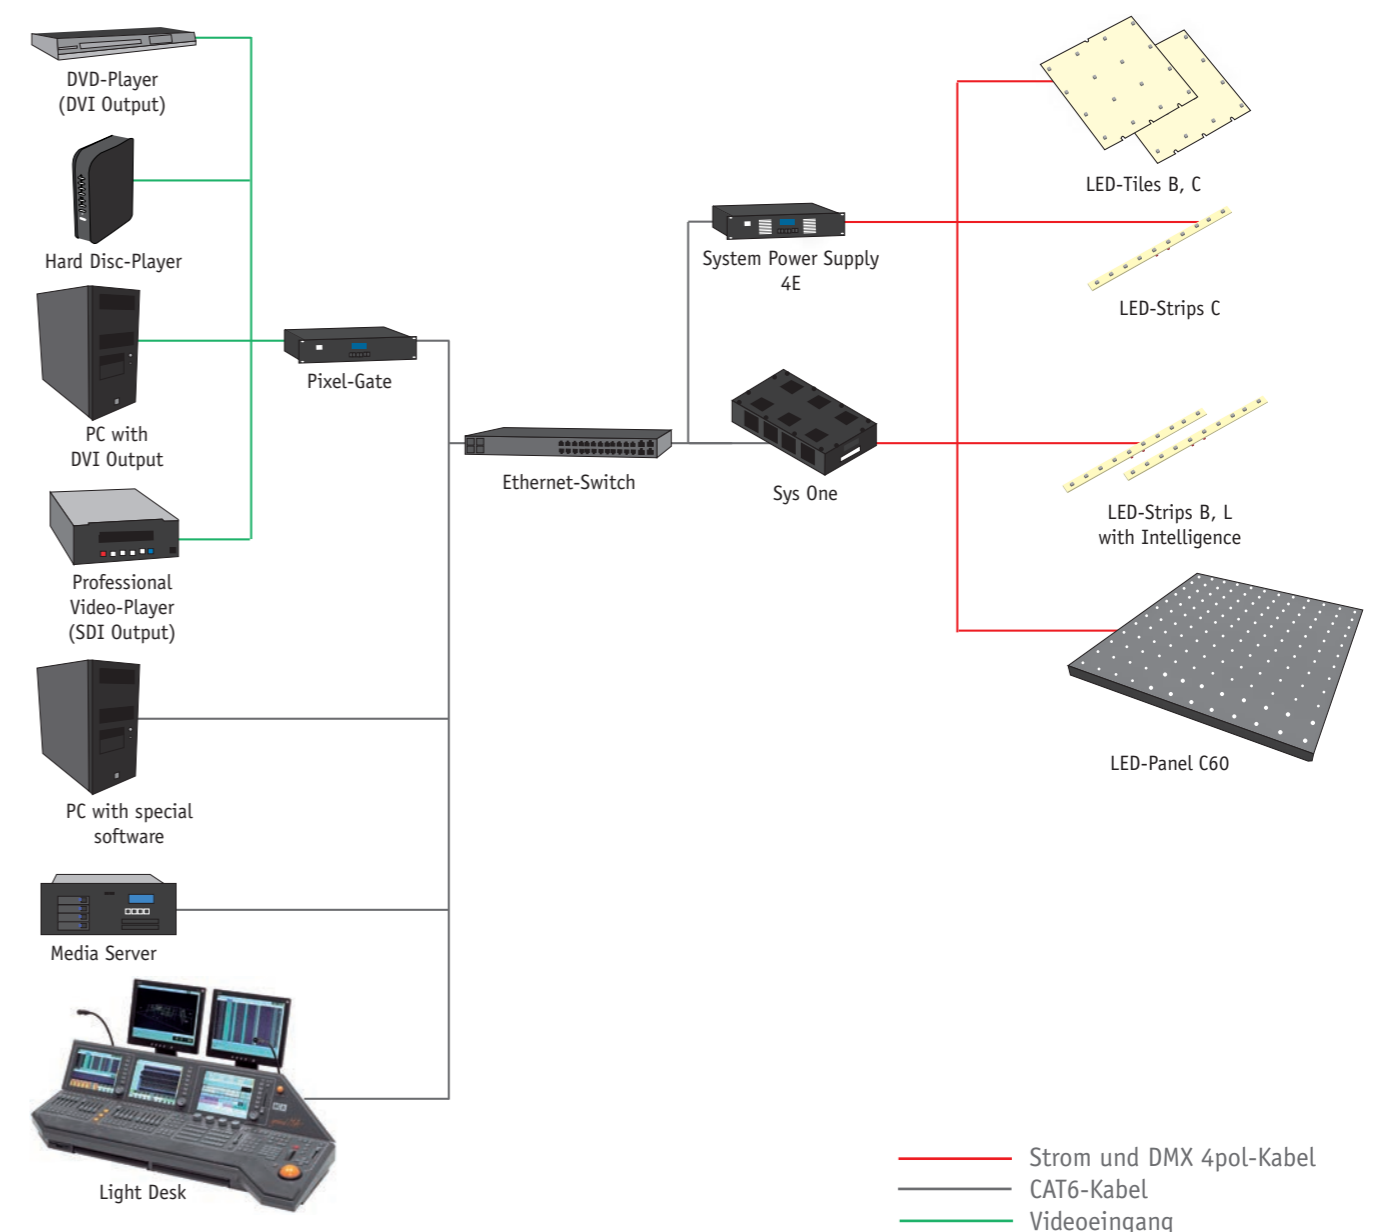 DVD-Player
(DVI Output)
Hard Disc-Player
PC with
DVI Output
Professional
Video-Player
(SDI Output)
PC with special
software
Media Server
Light Desk
Pixel-Gate
Ethernet-Switch
System Power Supply
4E
Sys One
LED-Tiles B, C
LED-Strips C
LED-Strips B, L
with Intelligence
LED-Panel C60
Strom und DMX 4pol-Kabel
CAT6-Kabel
Videoeingang